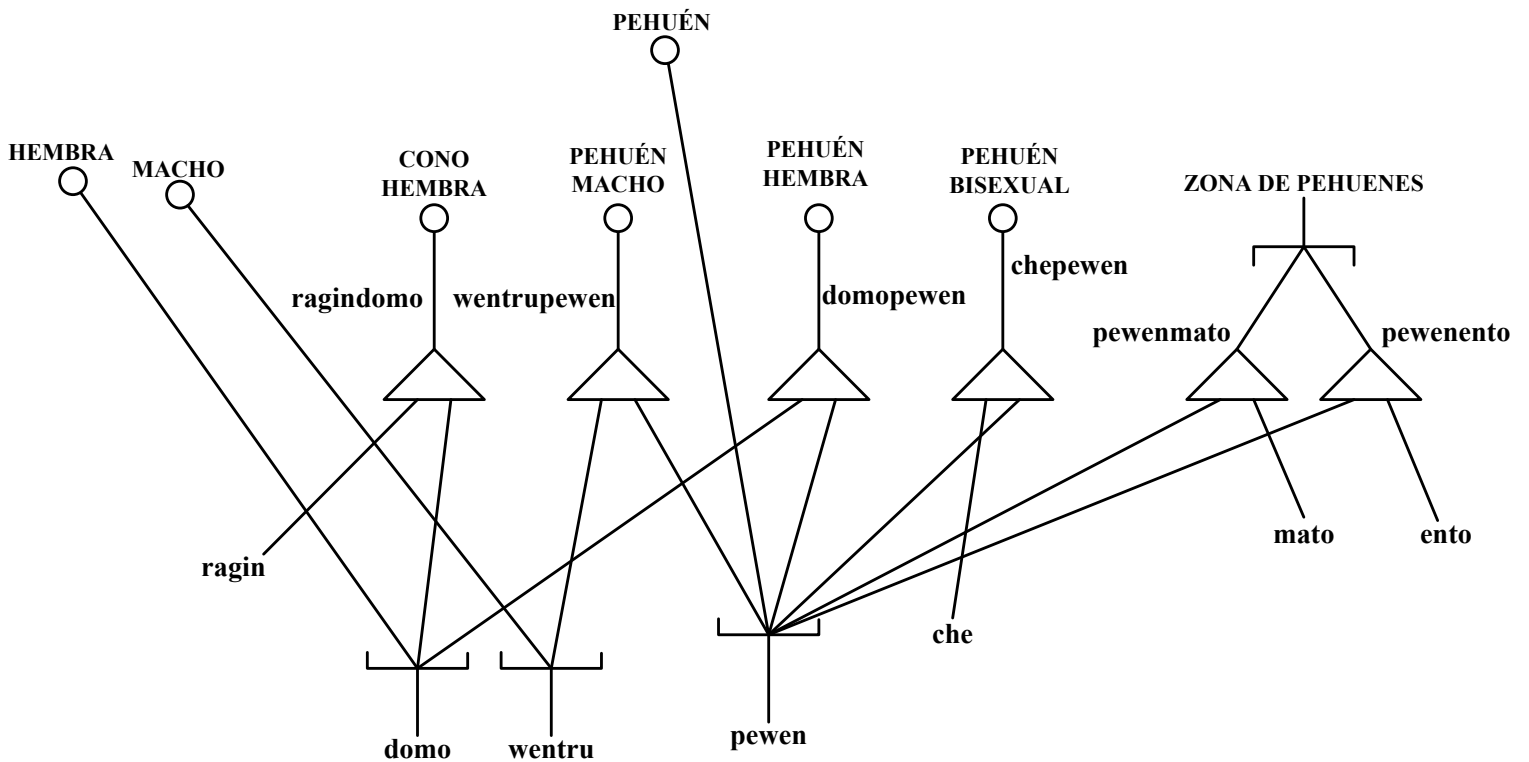 PEHUÉN
HEMBRA
MACHO
CONO
HEMBRA
PEHUÉN
MACHO
PEHUÉN
HEMBRA
PEHUÉN
BISEXUAL
ZONA DE PEHUENES
ragindomo
wentrupewen
domopewen
chepewen
pewenmato
pewenento
ragin
mato
ento
che
domo
wentru
pewen